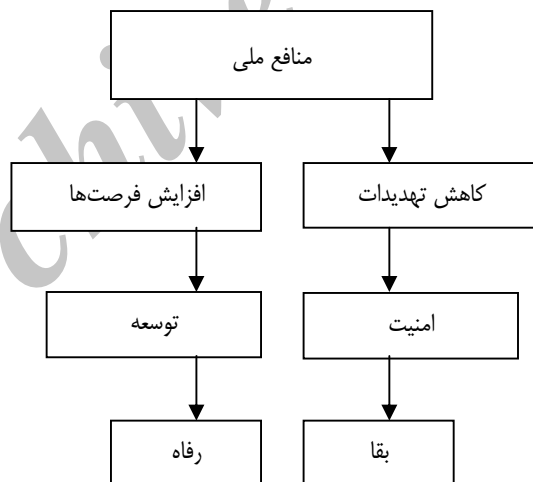 منافع ملی
کاهش تهدیدات
افزایش فرصت‌ها
امنیت
توسعه
بقا
رفاه